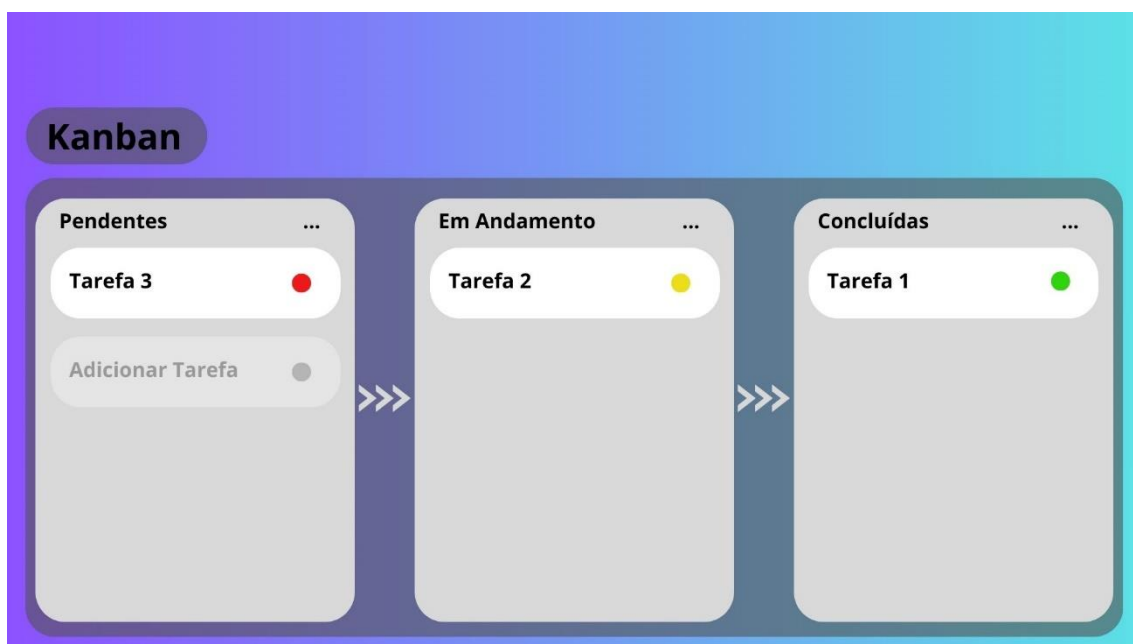 Kanban
Pendentes ...
Tarefa 3
Adicionar Tarefa
>>>
Em Andamento ...
Tarefa 2
>>>
Concluídas ...
Tarefa 1